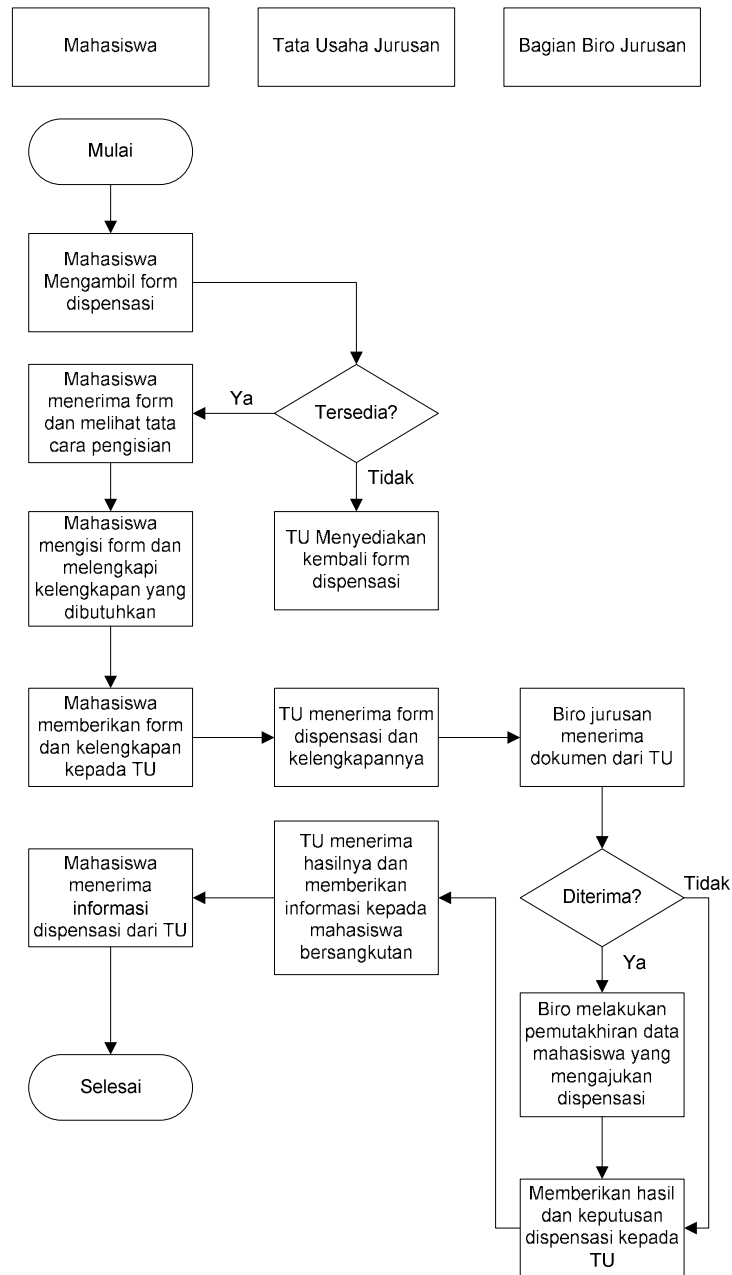 Mahasiswa
Tata Usaha Jurusan
Bagian Biro Jurusan
Mulai
Mahasiswa
Mengambil form
dispensasi
Mahasiswa
menerima form
dan melihat tata
cara pengisian
Ya
Tersedia?
Tidak
Mahasiswa
mengisi form dan
melengkapi
kelengkapan yang
dibutuhkan
TU Menyediakan
kembali form
dispensasi
Mahasiswa
memberikan form
dan kelengkapan
kepada TU
TU menerima form
dispensasi dan
kelengkapannya
Biro jurusan
menerima
dokumen dari TU
Mahasiswa
menerima
informasi
dispensasi dari TU
TU menerima
hasilnya dan
memberikan
informasi kepada
mahasiswa
bersangkutan
Diterima?
Tidak
Ya
Biro melakukan
pemutakhiran data
mahasiswa yang
mengajukan
dispensasi
Selesai
Memberikan hasil
dan keputusan
dispensasi kepada
TU